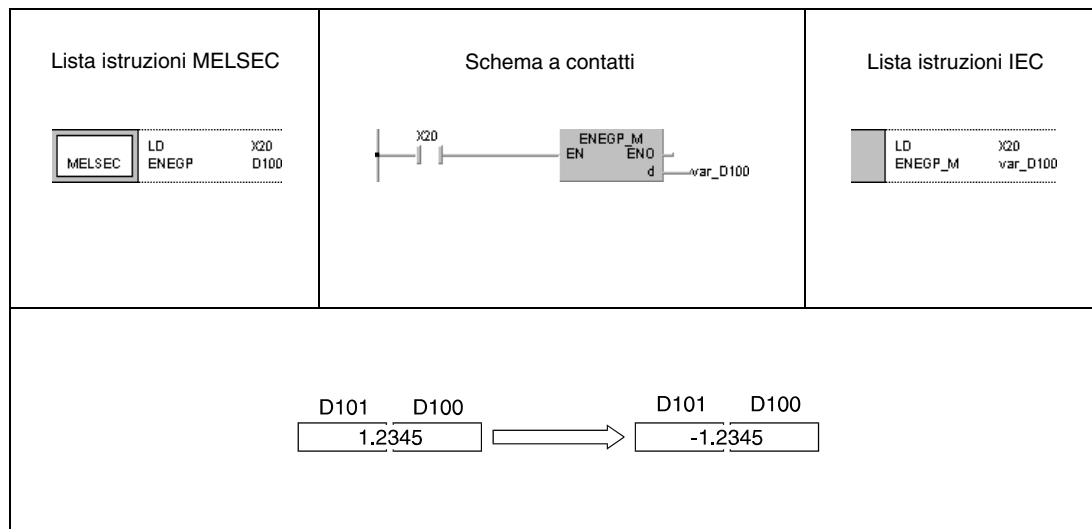 Lista istruzioni MELSEC
MELSEC
LD X20
ENEGP D100
Schema a contatti
X20
ENEGP_M
EN ENO
d var_D100
Lista istruzioni IEC
LD X20
ENEGP_M var_D100
D101 D100
1.2345
D101 D100
-1.2345